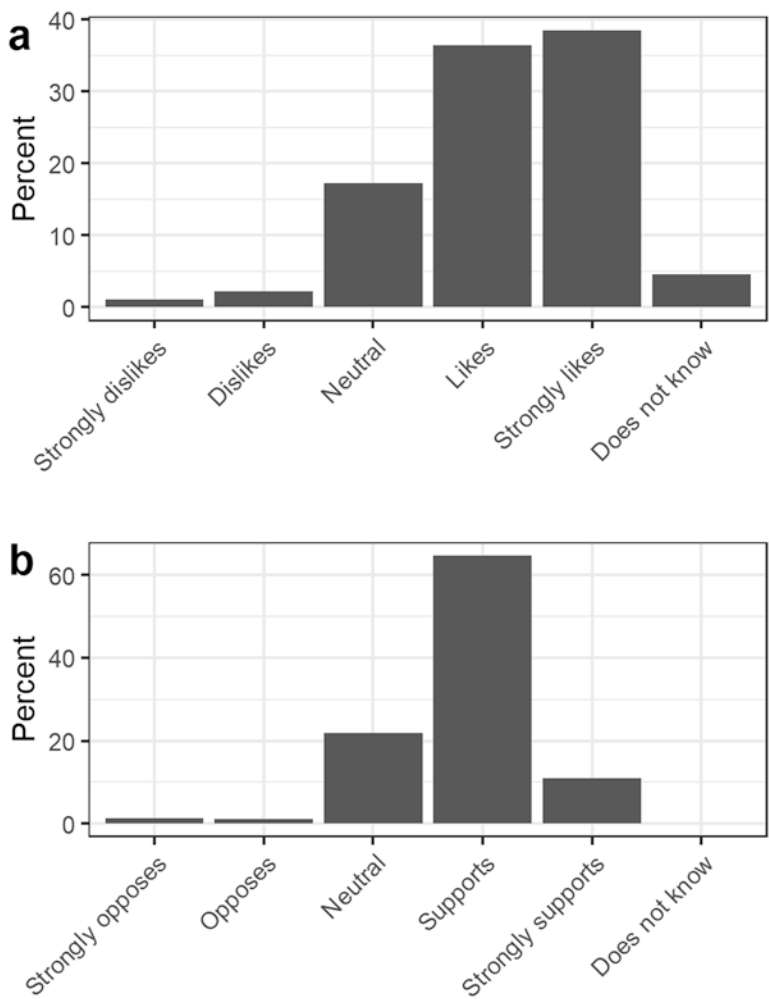 a
Percent
40
30
20
10
0
Strongly dislikes
Dislikes
Neutral
Likes
Strongly likes
Does not know
b
Percent
60
40
20
0
Strongly opposes
Opposes
Neutral
Supports
Strongly supports
Does not know